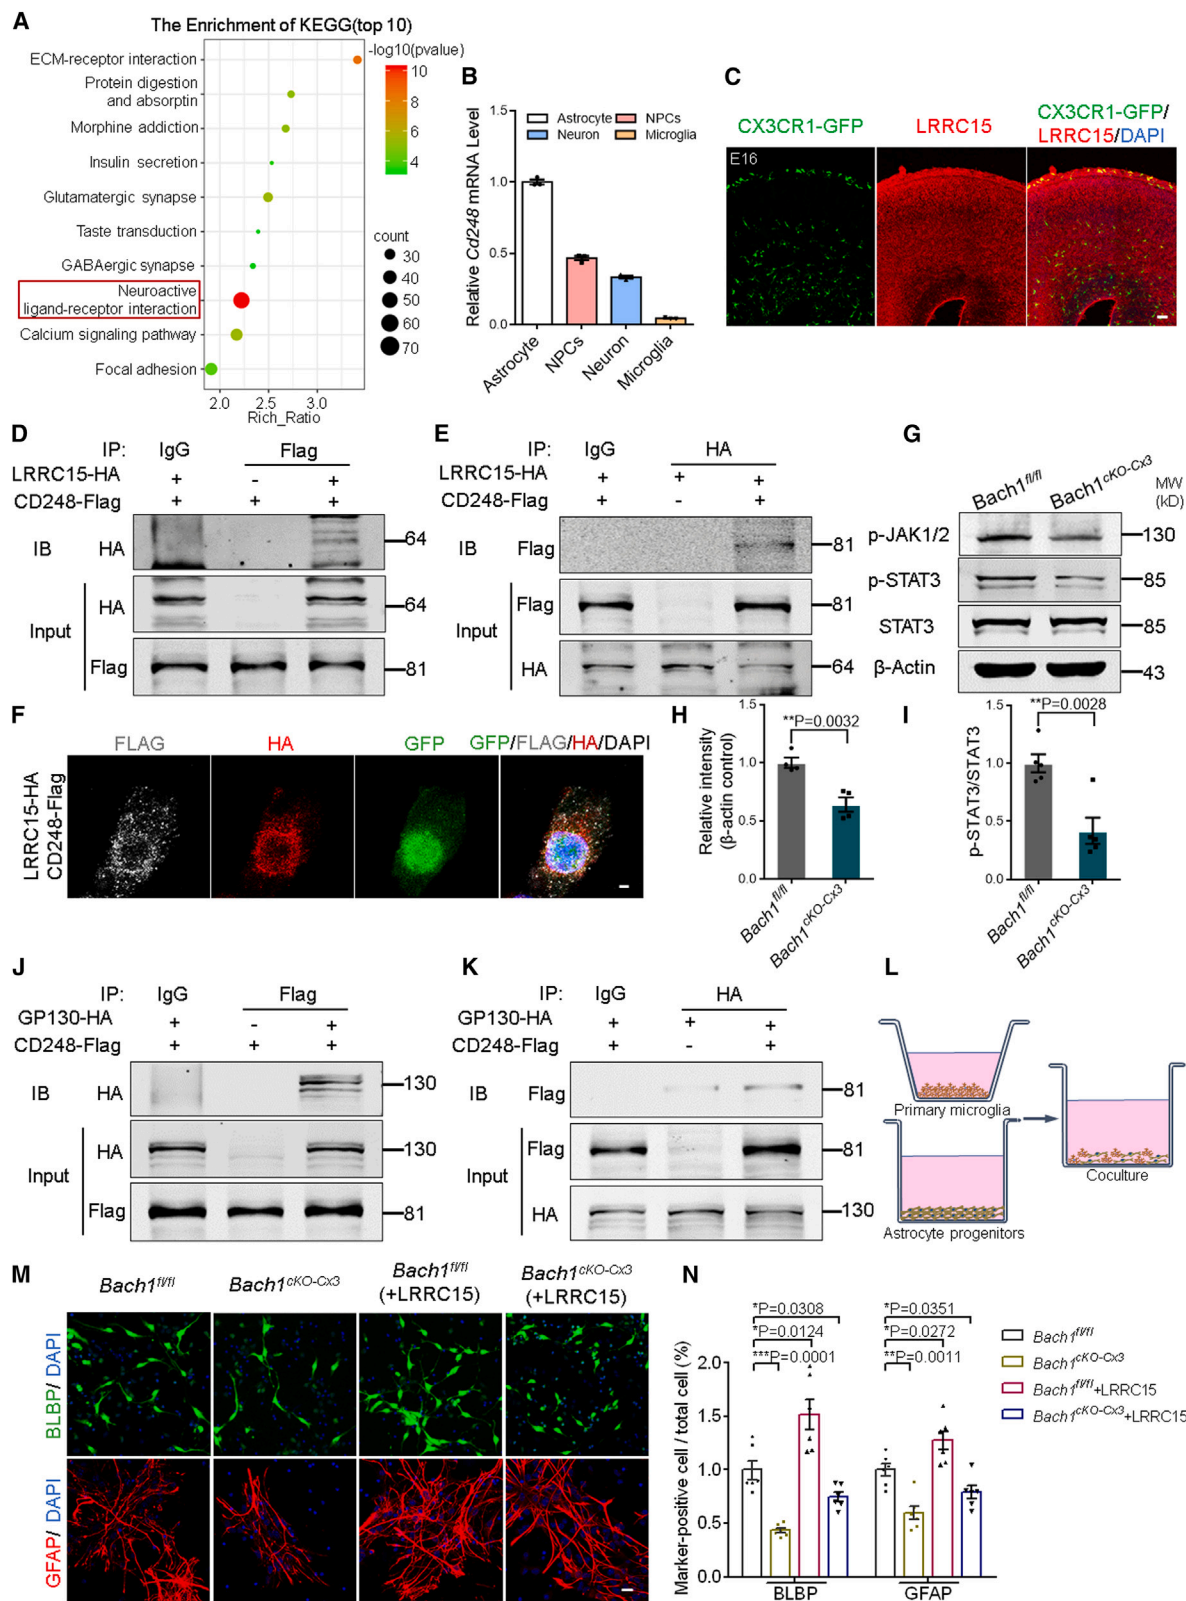 A
The Enrichment of KEGG(top 10)
ECM-receptor interaction
Protein digestion
and absorptin
Morphine addiction
Insulin secretion
Glutamatergic synapse
Taste transduction
GABAergic synapse
Neuroactive
ligand-receptor interaction
Calcium signaling pathway
Focal adhesion
2.0 2.5 3.0
Rich_Ratio
-log10(pvalue)
10
8
6
4
count
30
40
50
60
70
B
Relative Cd248 mRNA Level
1.5
1.0
0.5
0.0
Astrocyte NPCs
Neuron Microglia
Astrocyte NPCs Neuron Microglia
C
CX3CR1-GFP LRRC15 CX3CR1-GFP/
LRRC15/DAPI
E16
D
IP: IgG Flag
LRRC15-HA + - +
CD248-Flag + + +
IB HA 64
Input HA 64
Flag 81
E
IP: IgG HA
LRRC15-HA + + +
CD248-Flag + - +
IB Flag 81
Input Flag 81
HA 64
G
Bach1fl/fl Bach1cKO-Cx3 MW
(kD)
p-JAK1/2 130
p-STAT3 85
STAT3 85
β-Actin 43
F
FLAG HA GFP GFP/FLAG/HA/DAPI
LRRC15-HA
CD248-Flag
H
Relative intensity
(β-actin control)
1.5
1.0
0.5
0.0
**P=0.0032
Bach1fl/fl Bach1cKO-Cx3
I
p-STAT3/STAT3
1.5
1.0
0.5
0.0
**P=0.0028
Bach1fl/fl Bach1cKO-Cx3
J
IP: IgG Flag
GP130-HA + - +
CD248-Flag + + +
IB HA 130
Input HA 130
Flag 81
K
IP: IgG HA
GP130-HA + + +
CD248-Flag + - +
IB Flag 81
Input Flag 81
HA 130
L
Primary microglia
Astrocyte progenitors
Coculture
M
Bach1fl/fl Bach1cKO-Cx3 Bach1fl/fl
(+LRRC15) Bach1cKO-Cx3
(+LRRC15)
BLBP/ DAPI
GFAP/ DAPI
N
Marker-positive cell / total cell (%)
2.0
1.5
1.0
0.5
0.0
*P=0.0308
*P=0.0124
***P=0.0001
*P=0.0351
*P=0.0272
**P=0.0011
BLBP GFAP
Bach1fl/fl
Bach1cKO-Cx3
Bach1fl/fl+LRRC15
Bach1cKO-Cx3+LRRC15